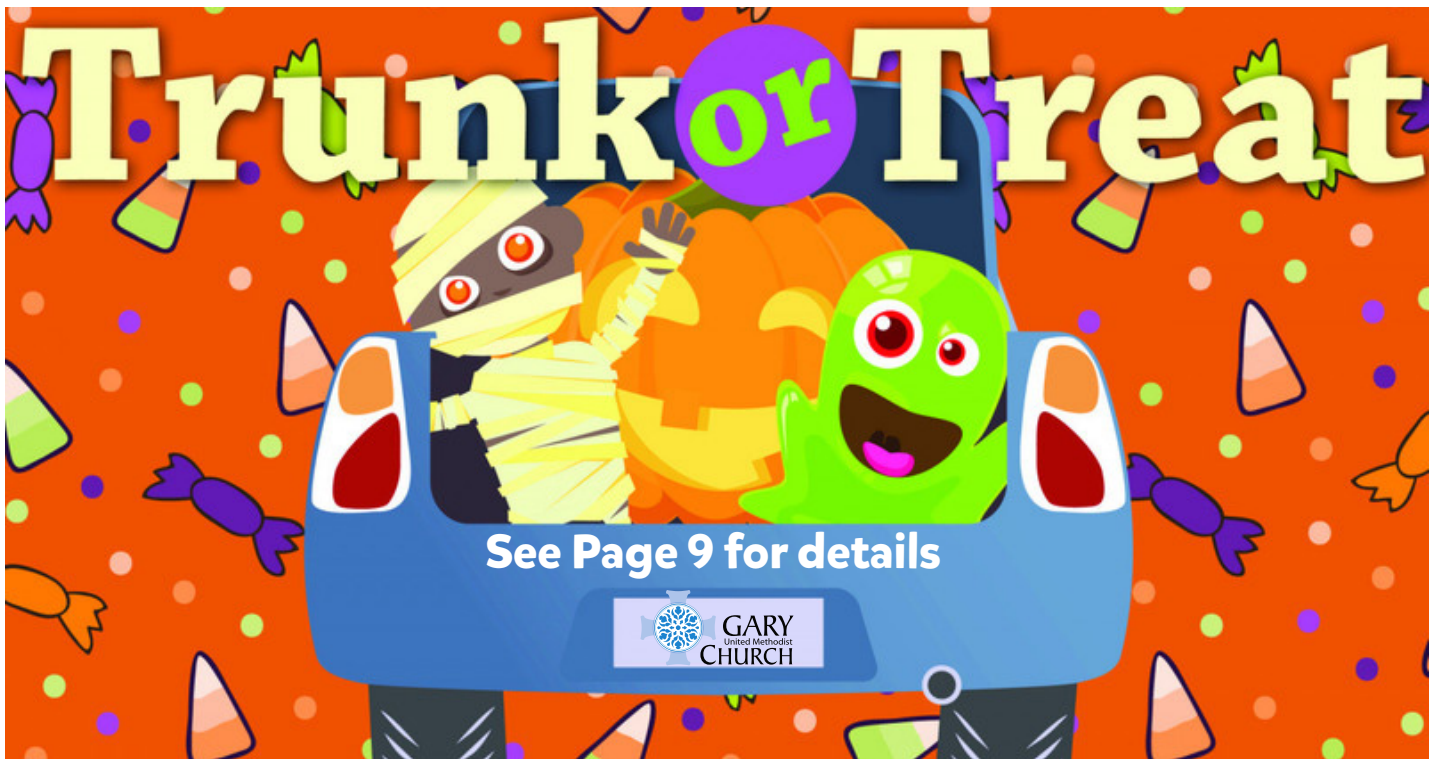 Trunk or Treat
See Page 9 for details
GARY
United Methodist
CHURCH